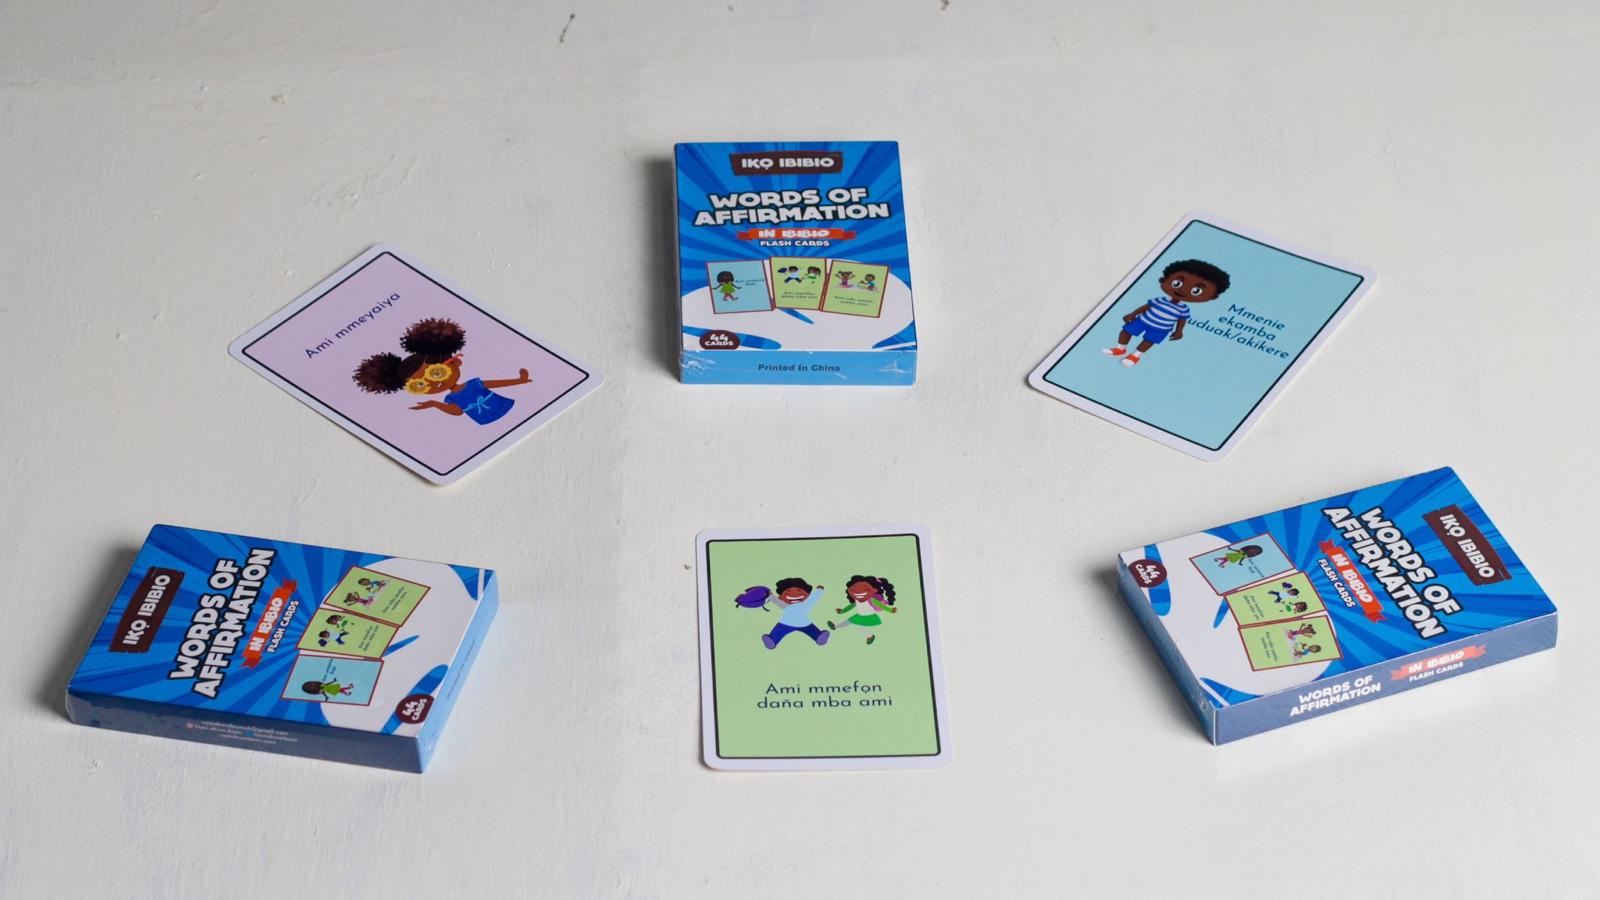 IKỌ IBIBIO
WORDS OF
AFFIRMATION
IN IBIBIO
FLASH CARDS
44
CARDS
Printed In China
Ami mmeyaiya
Mmenie
ekamba
uduak/akikere
IKỌ IBIBIO
WORDS OF
AFFIRMATION
IN IBIBIO
FLASH CARDS
44
CARDS
Ami mmefọn
daña mba ami
IKỌ IBIBIO
WORDS OF
AFFIRMATION
IN IBIBIO
FLASH CARDS
44
CARDS
WORDS OF
AFFIRMATION
IN IBIBIO
FLASH CARDS